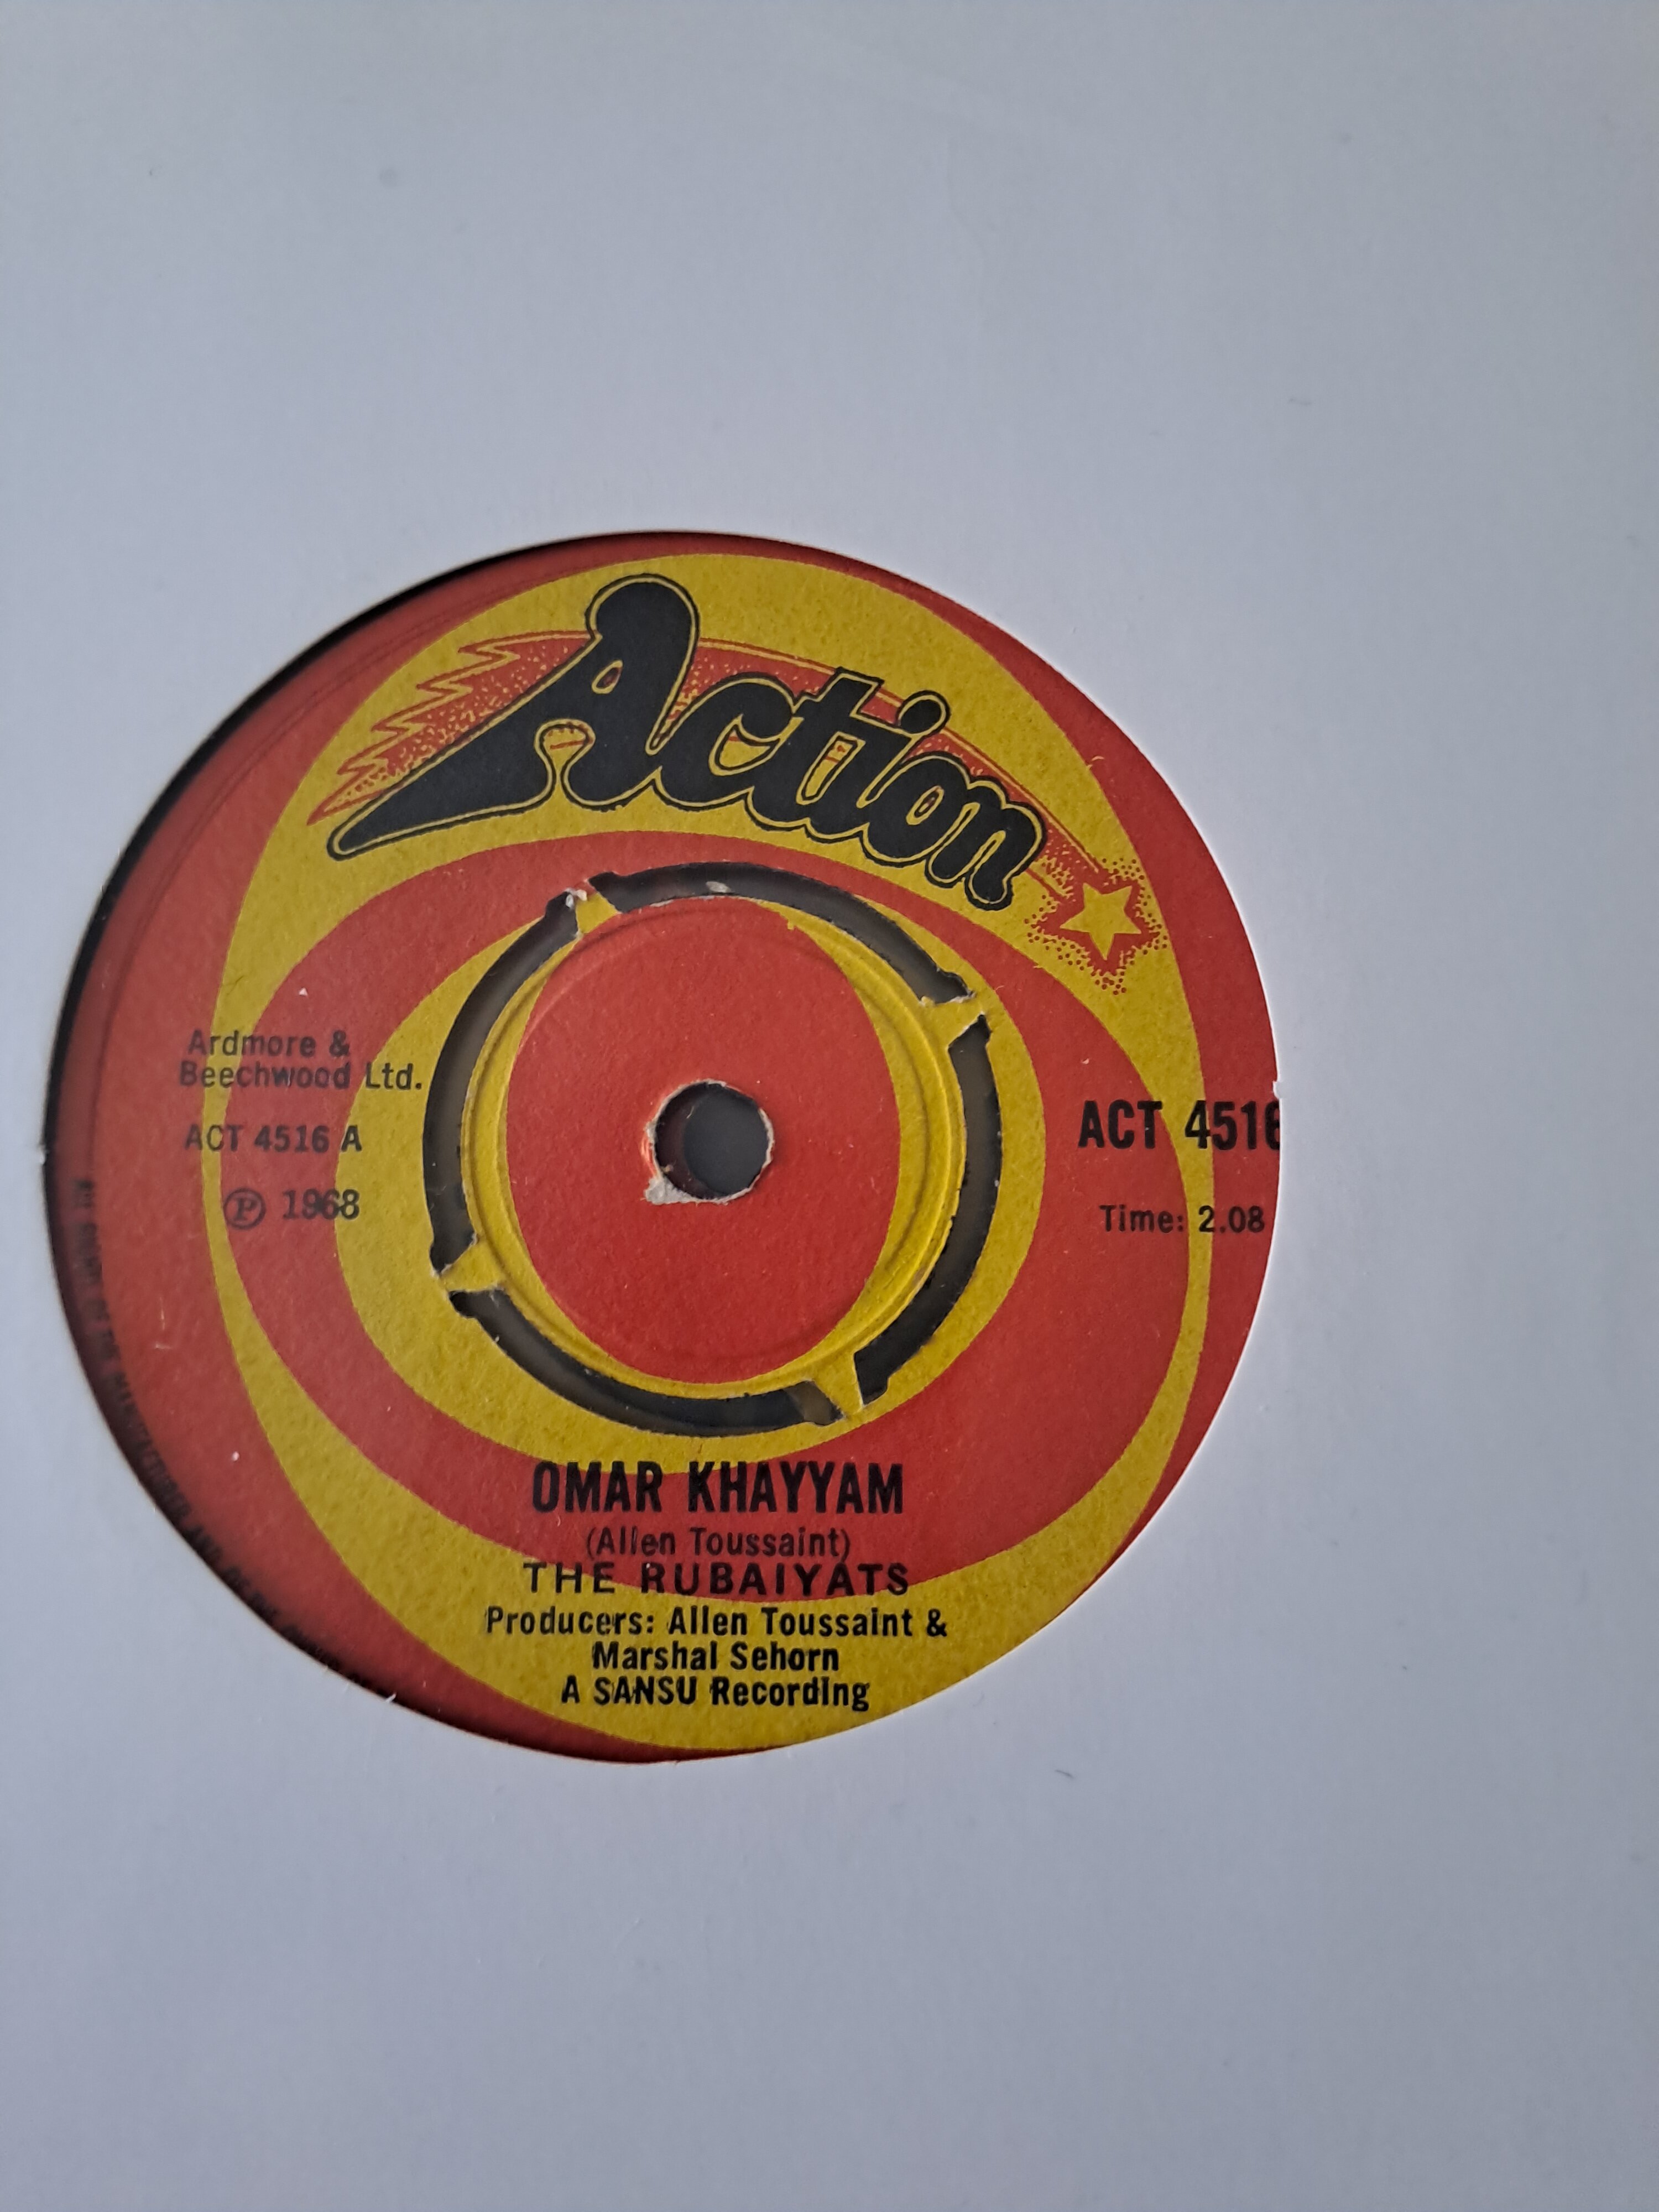 Action
Ardmore &
Beechwood Ltd.
ACT 4516 A
Ⓟ 1968
ACT 4516
Time: 2.08
OMAR KHAYYAM
(Allen Toussaint)
THE RUBAIYATS
Producers: Allen Toussaint &
Marshal Sehorn
A SANSU Recording